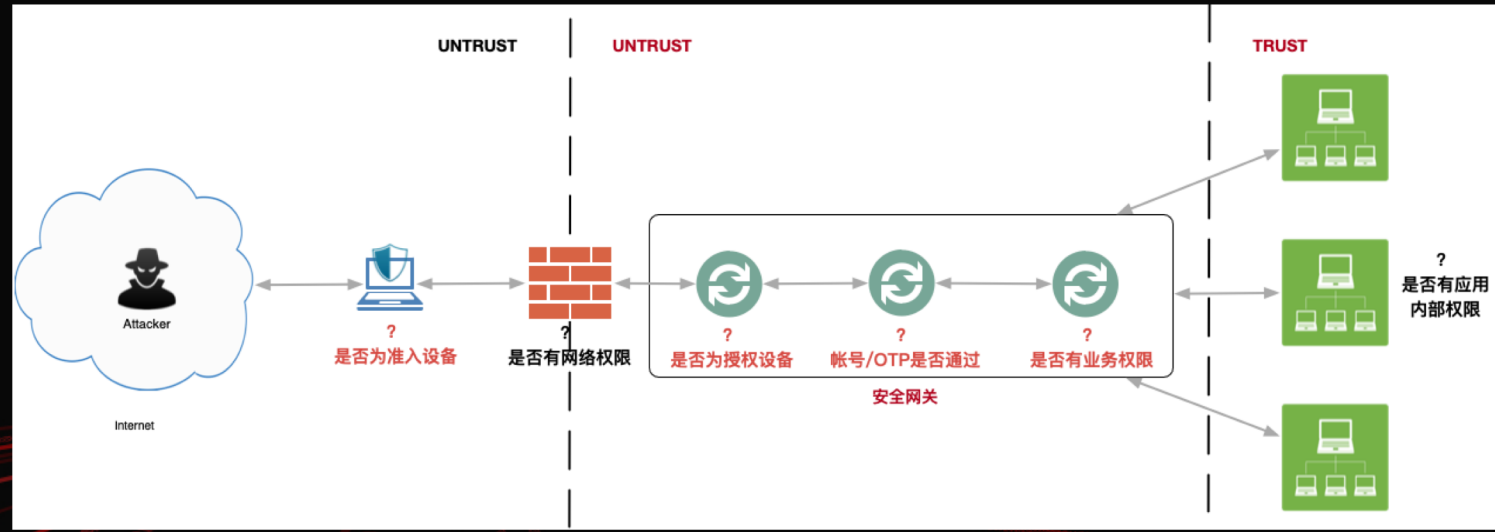 UNTRUST
UNTRUST
TRUST
Attacker
Internet
?
是否为准入设备
?
是否有网络权限
?
是否为授权设备
?
帐号/OTP是否通过
?
是否有业务权限
安全网关
?
是否有应用
内部权限